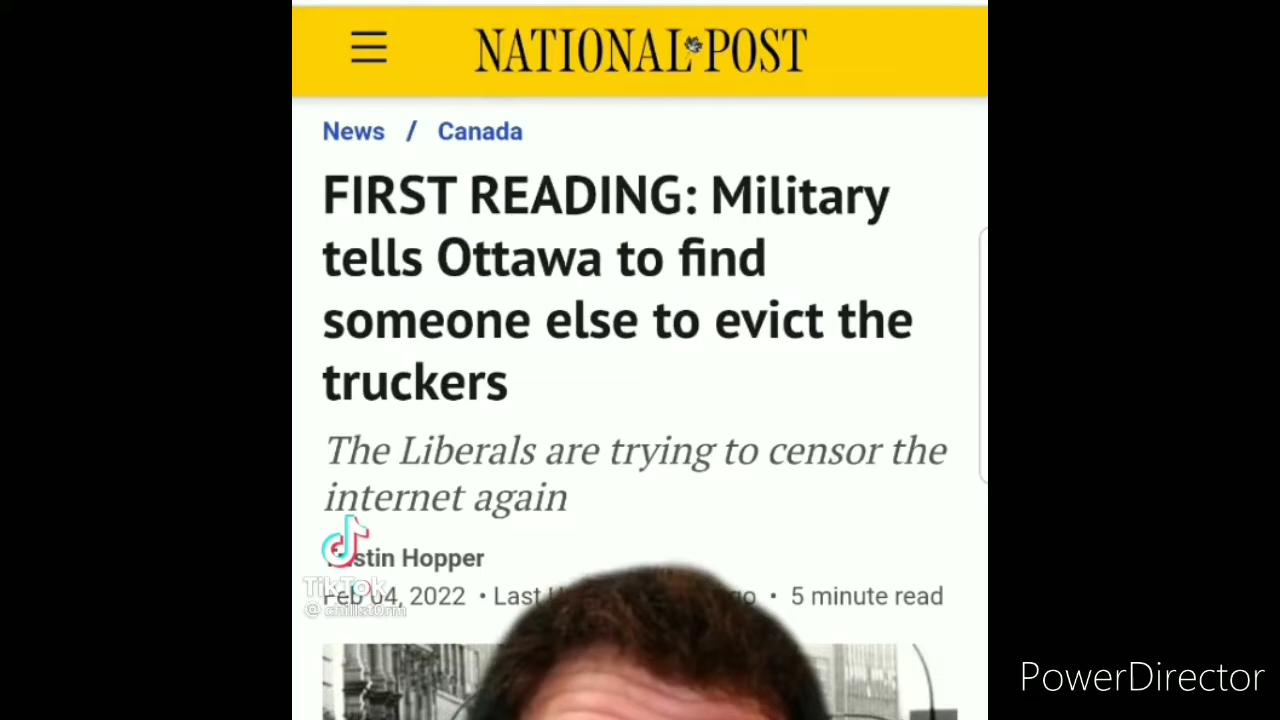 NATIONAL POST
News / Canada
FIRST READING: Military
tells Ottawa to find
someone else to evict the
truckers
The Liberals are trying to censor the
internet again
Hopper
TikTok
Feb 04, 2022 • Last • 5 minute read
@chillst0rm
PowerDirector